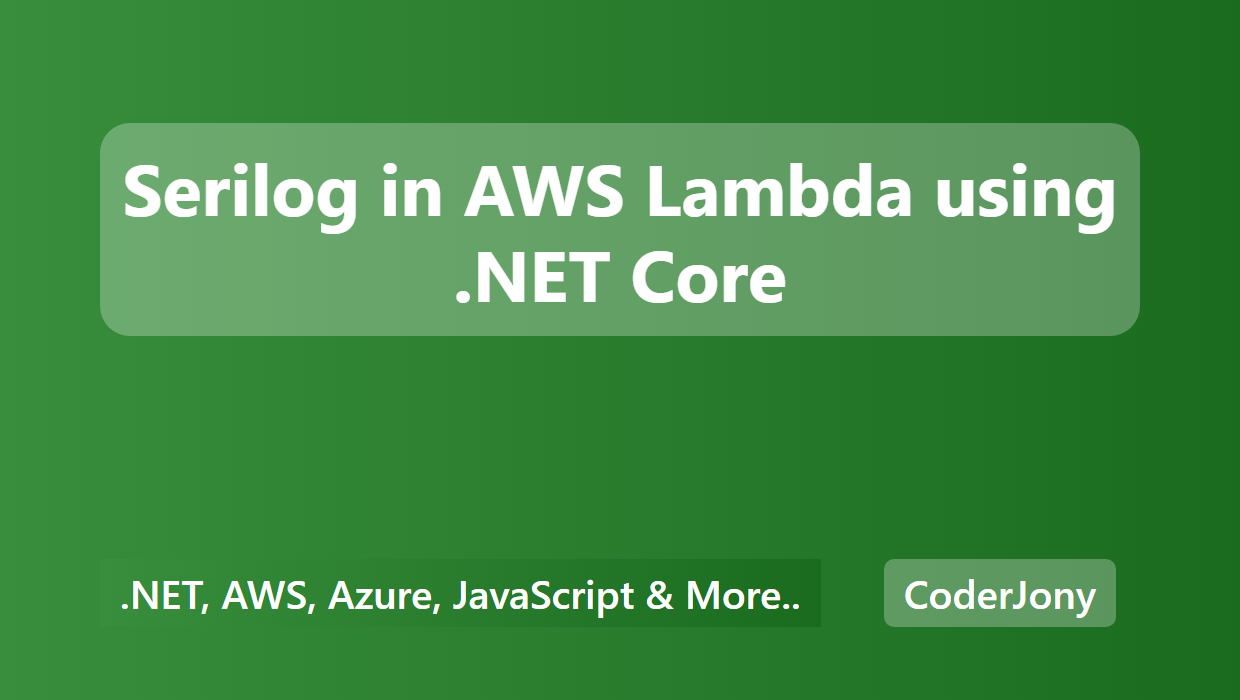 Serilog in AWS Lambda using
.NET Core
.NET, AWS, Azure, JavaScript & More..
CoderJony